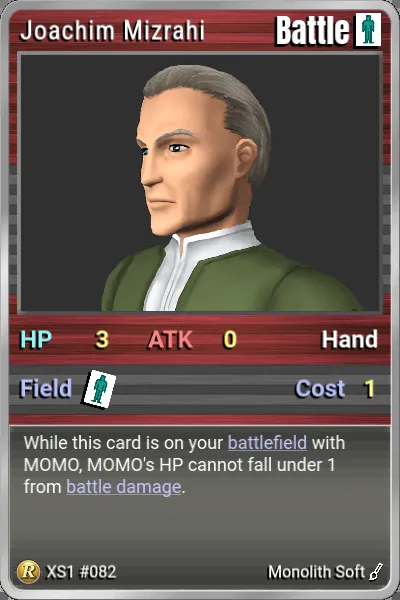 Joachim Mizrahi Battle
HP 3 ATK 0 Hand
Field Cost 1
While this card is on your battlefield with
MOMO, MOMO's HP cannot fall under 1
from battle damage.
R XS1 #082 Monolith Soft